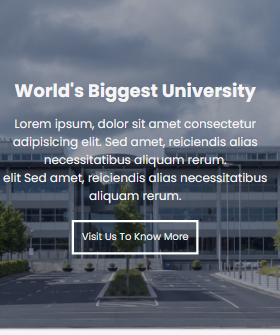 World's Biggest University
Lorem ipsum, dolor sit amet consectetur
adipisicing elit. Sed amet, reiciendis alias
necessitatibus aliquam rerum.
elit Sed amet, reiciendis alias necessitatibus
aliquam rerum.
Visit Us To Know More